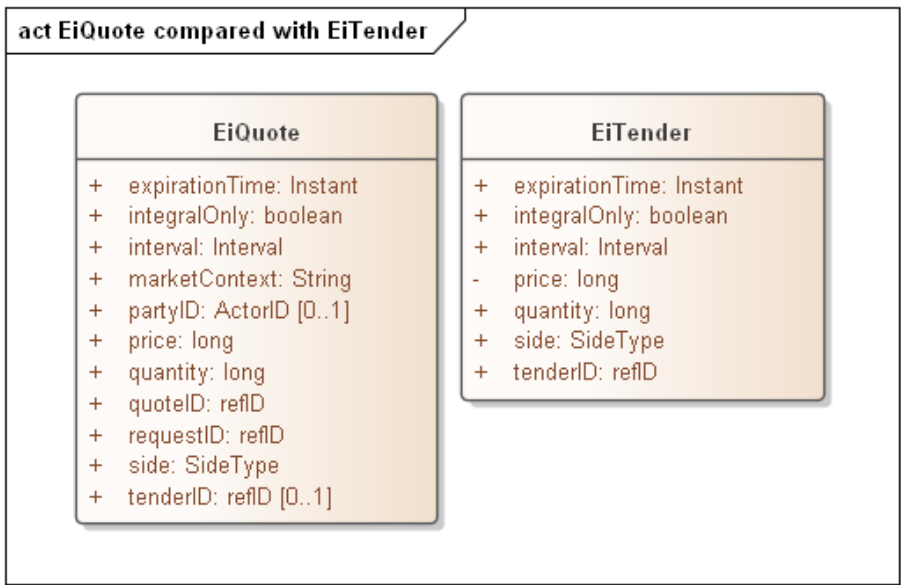 act EiQuote compared with EiTender
EiQuote
+ expirationTime: Instant
+ integralOnly: boolean
+ interval: Interval
+ marketContext: String
+ partyID: ActorID [0..1]
+ price: long
+ quantity: long
+ quoteID: refID
+ requestID: refID
+ side: SideType
+ tenderID: refID [0..1]
EiTender
+ expirationTime: Instant
+ integralOnly: boolean
+ interval: Interval
- price: long
+ quantity: long
+ side: SideType
+ tenderID: refID